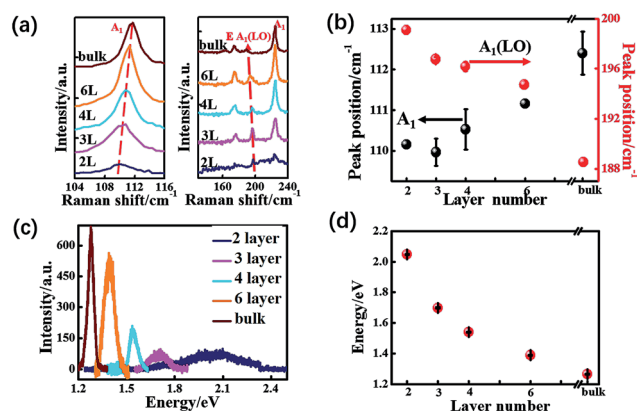 (a)
A₁
bulk
6L
4L
3L
2L
Intensity/a.u.
104 108 112 116
Raman shift/cm⁻¹
E A₁(LO)
A₁
bulk
6L
4L
3L
2L
Intensity/a.u.
160 200 240
Raman shift/cm⁻¹
(b)
113
112
111
110
Peak position/cm⁻¹
A₁(LO)
A₁
200
196
192
188
Peak position/cm⁻¹
2 3 4 6 bulk
Layer number
(c)
600
450
300
150
0
Intensity/a.u.
2 layer
3 layer
4 layer
6 layer
bulk
1.2 1.5 1.8 2.1 2.4
Energy/eV
(d)
2.2
2.0
1.8
1.6
1.4
1.2
Energy/eV
2 3 4 6 bulk
Layer number